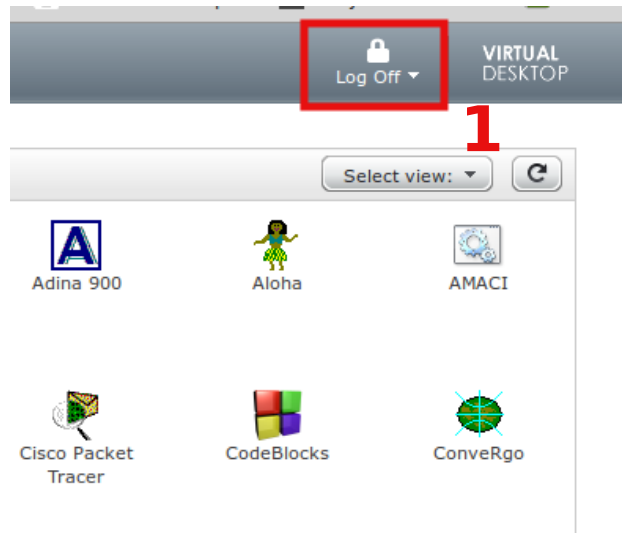 Log Off
VIRTUAL
DESKTOP
1
Select view:
Adina 900
Aloha
AMACI
Cisco Packet
Tracer
CodeBlocks
ConveRgo